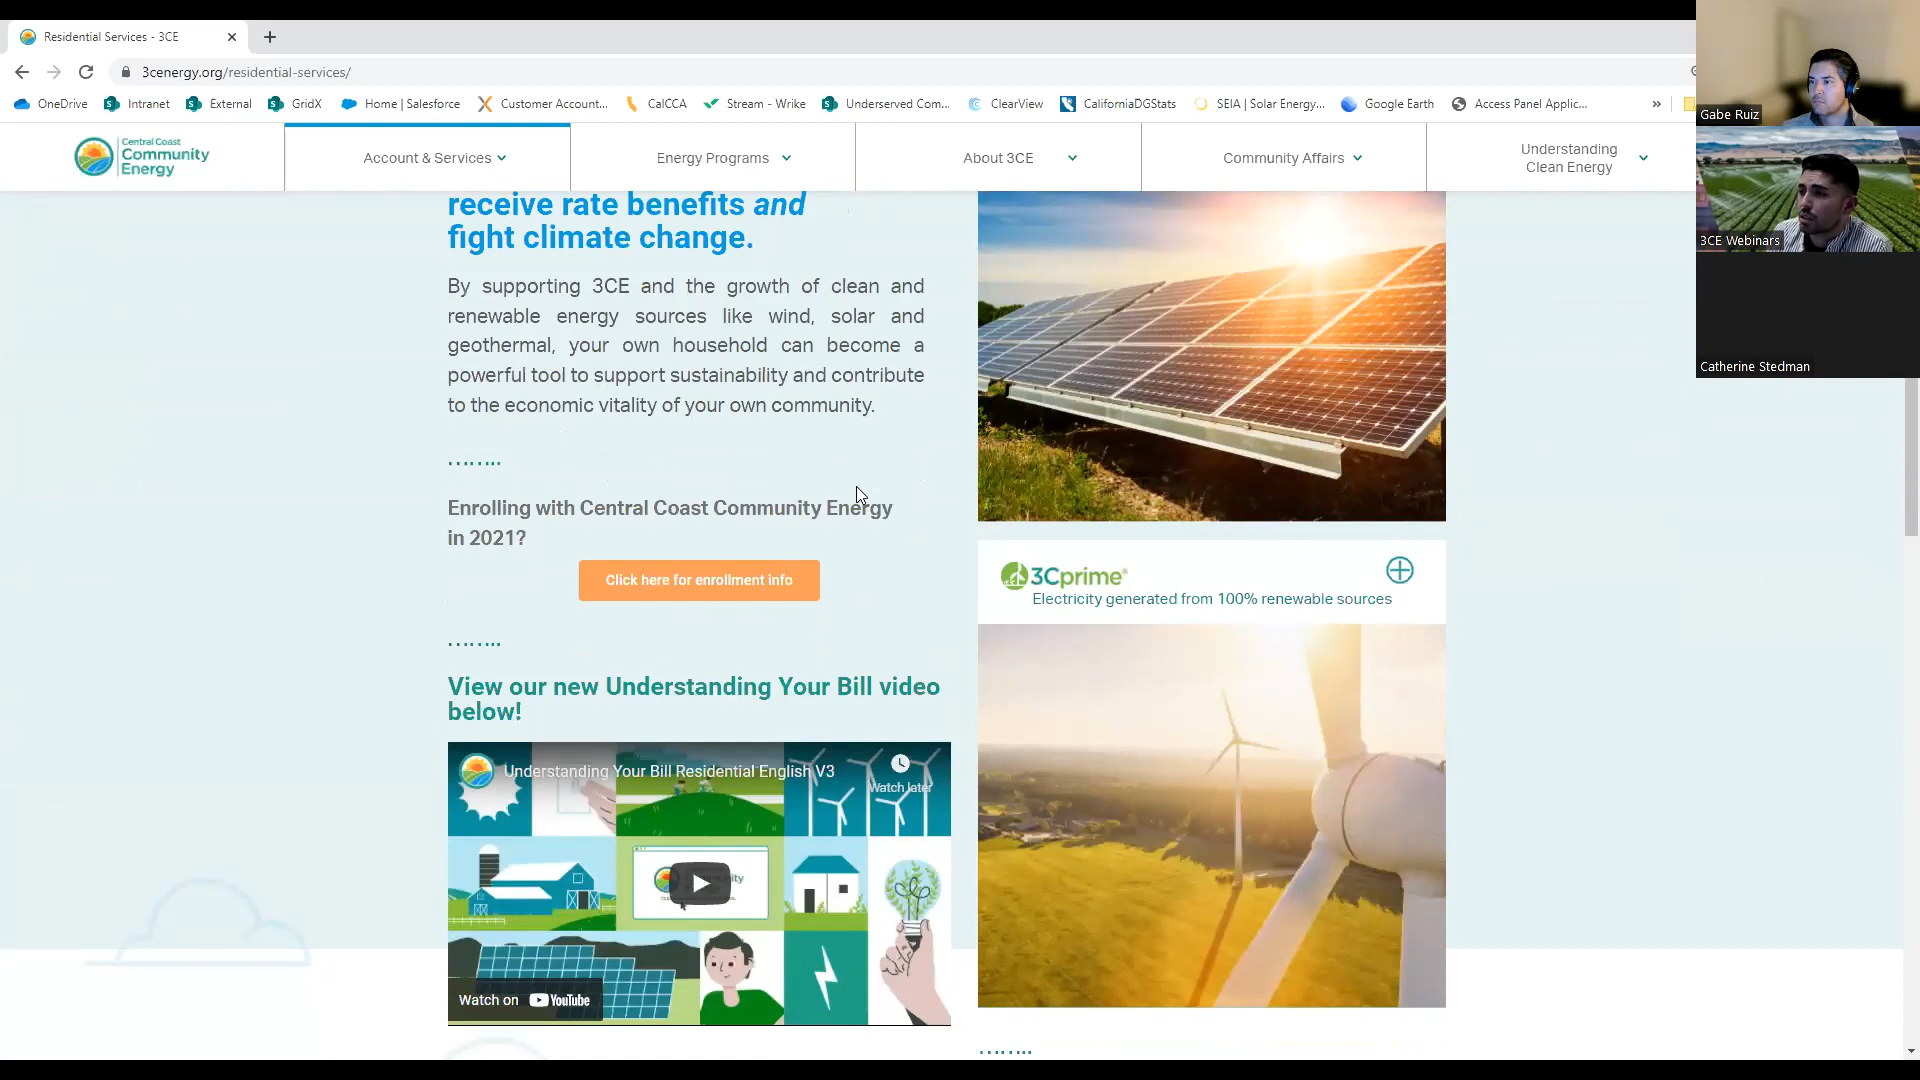 Residential Services - 3CE
3cenergy.org/residential-services/
OneDrive
Intranet
External
GridX
Home | Salesforce
Customer Account...
CalCCA
Stream - Wrike
Underserved Com...
ClearView
CaliforniaDGStats
SEIA | Solar Energy...
Google Earth
Access Panel Applic...
»
Gabe Ruiz
3CE Webinars
Catherine Stedman
Central Coast
Community
Energy
Account & Services
Energy Programs
About 3CE
Community Affairs
Understanding
Clean Energy
receive rate benefits and
fight climate change.
By supporting 3CE and the growth of clean and
renewable energy sources like wind, solar and
geothermal, your own household can become a
powerful tool to support sustainability and contribute
to the economic vitality of your own community.
........
Enrolling with Central Coast Community Energy
in 2021?
Click here for enrollment info
........
View our new Understanding Your Bill video
below!
Understanding Your Bill Residential English V3
Watch later
Watch on YouTube
3Cprime®
Electricity generated from 100% renewable sources
........